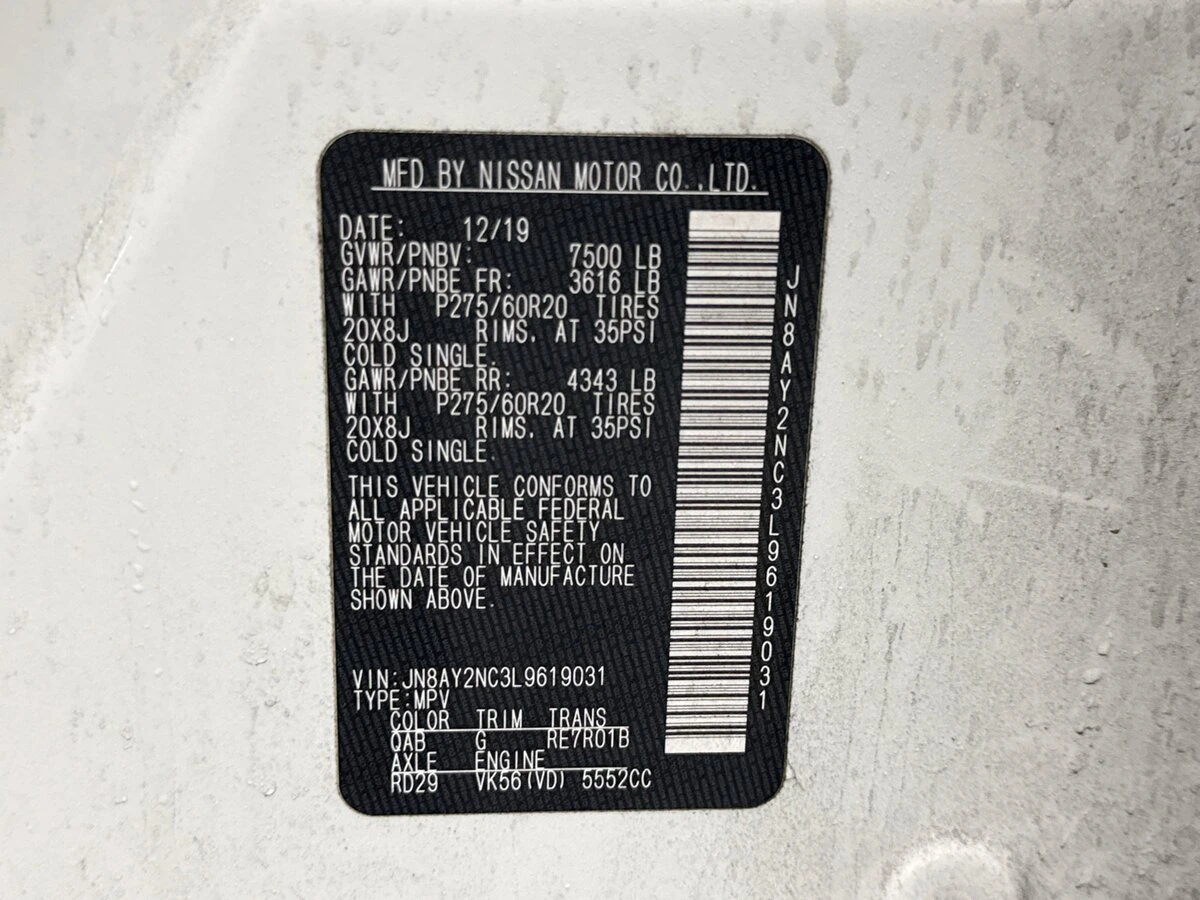 MFD BY NISSAN MOTOR CO.,LTD.
DATE: 12/19
GVWR/PNBV: 7500 LB
GAWR/PNBE FR: 3616 LB
WITH P275/60R20 TIRES
20X8J RIMS. AT 35PSI
COLD SINGLE.
GAWR/PNBE RR: 4343 LB
WITH P275/60R20 TIRES
20X8J RIMS. AT 35PSI
COLD SINGLE.
THIS VEHICLE CONFORMS TO
ALL APPLICABLE FEDERAL
MOTOR VEHICLE SAFETY
STANDARDS IN EFFECT ON
THE DATE OF MANUFACTURE
SHOWN ABOVE.
VIN:JN8AY2NC3L9619031
TYPE:MPV
COLOR TRIM TRANS
QAB G RE7R01B
AXLE ENGINE
RD29 VK56(VD) 5552CC
JN8AY2NC3L9619031